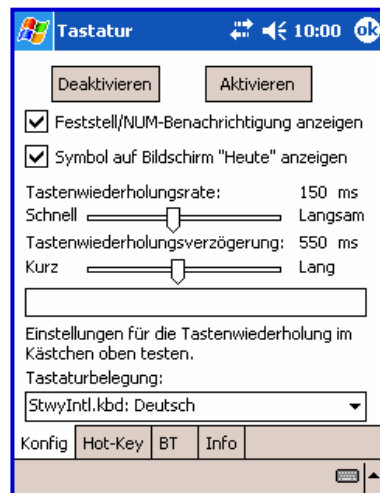 Tastatur 10:00 ok
Deaktivieren Aktivieren
Feststell/NUM-Benachrichtigung anzeigen
Symbol auf Bildschirm "Heute" anzeigen
Tastenwiederholungsrate: 150 ms
Schnell Langsam
Tastenwiederholungsverzögerung: 550 ms
Kurz Lang
Einstellungen für die Tastenwiederholung im
Kästchen oben testen.
Tastaturbelegung:
StwyIntl.kbd: Deutsch
Konfig Hot-Key BT Info